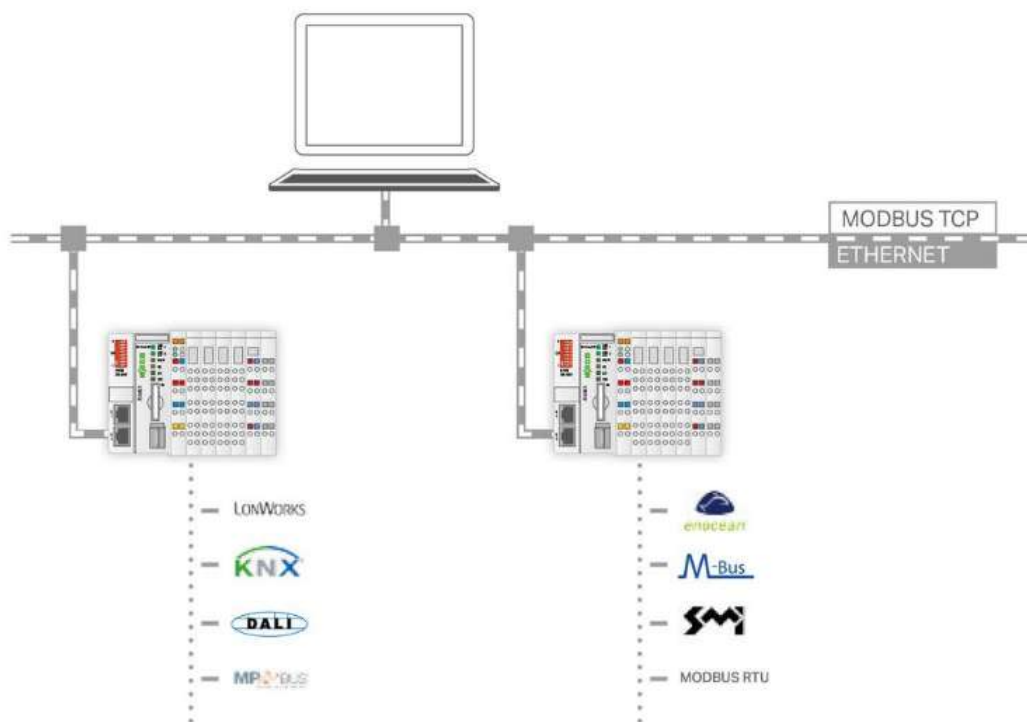 MODBUS TCP
ETHERNET
LONWORKS
KNX
DALI
MP BUS
enocean
M-Bus
SMI
MODBUS RTU